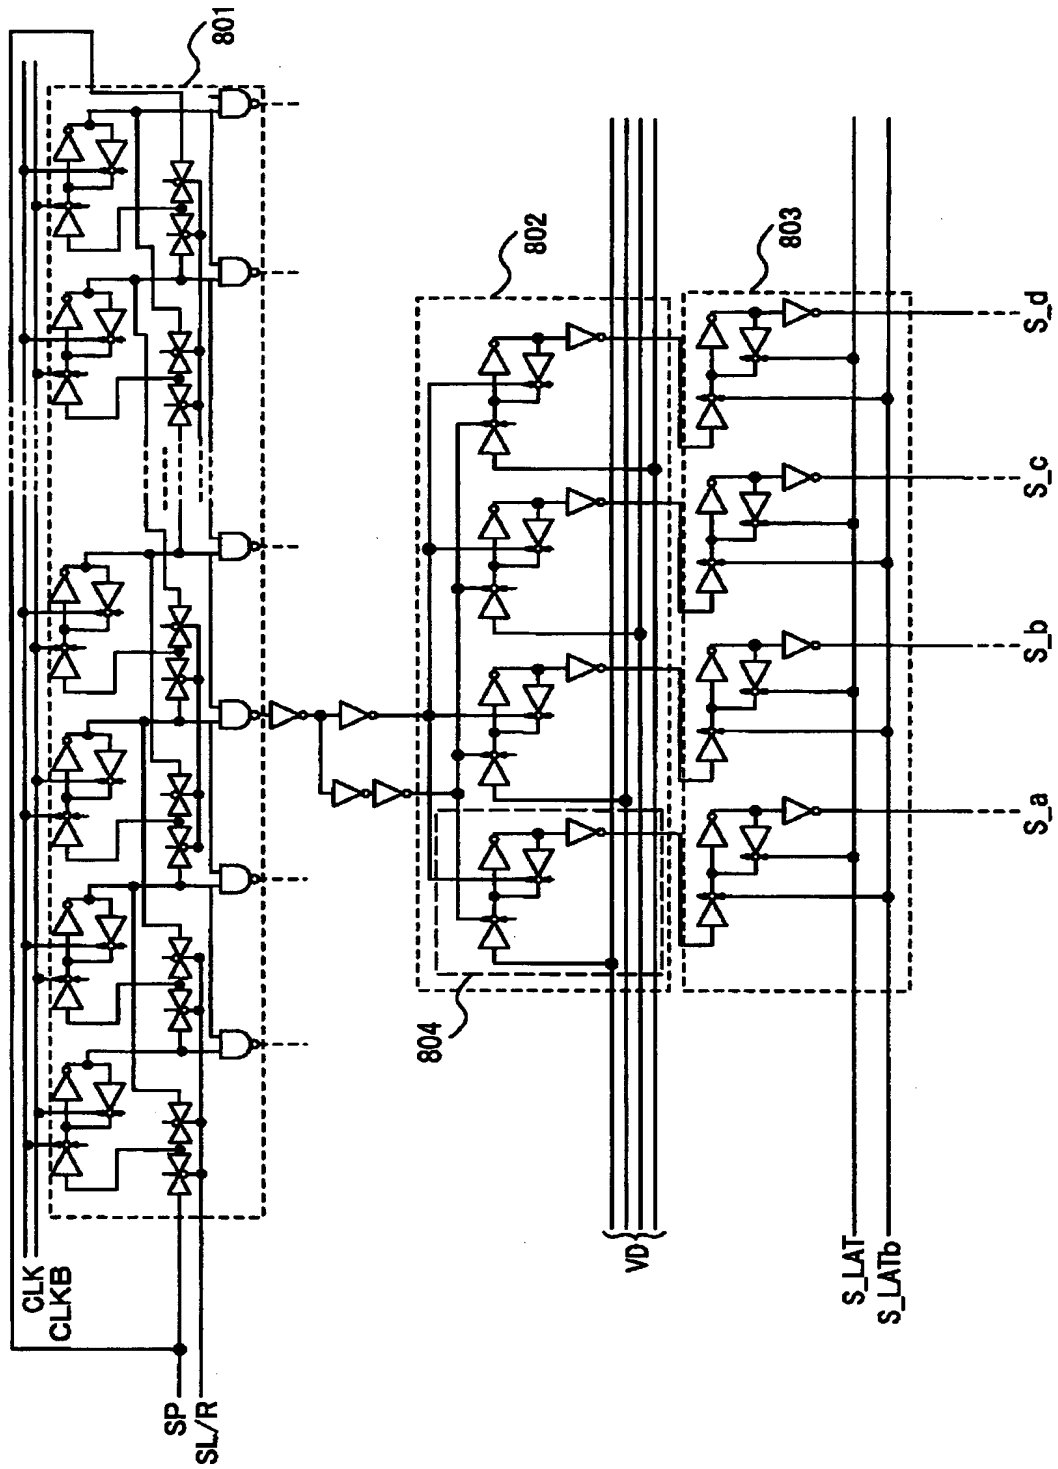 CLK
CLKB
SP
SL/R
801
802
804
VD
803
S_LAT
S_LATb
S_a
S_b
S_c
S_d